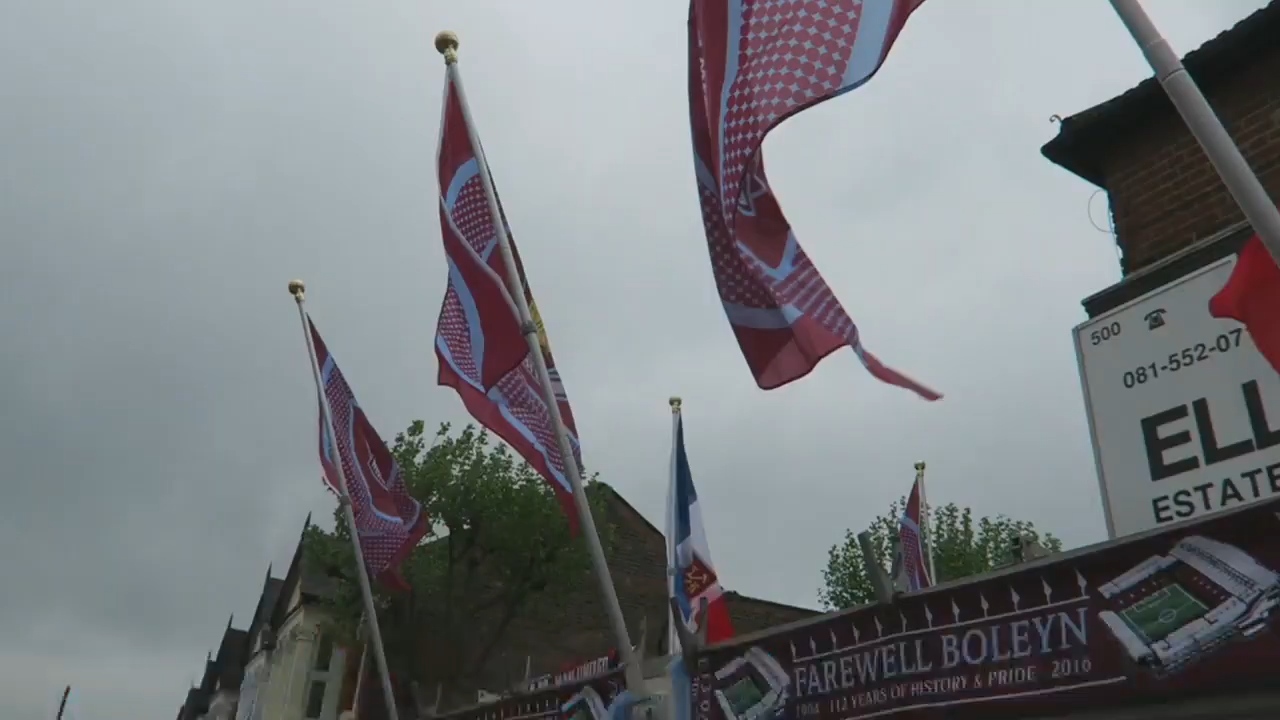 500
081-552-07
ELL
ESTATE
FAREWELL BOLEYN
1904 112 YEARS OF HISTORY & PRIDE 2016